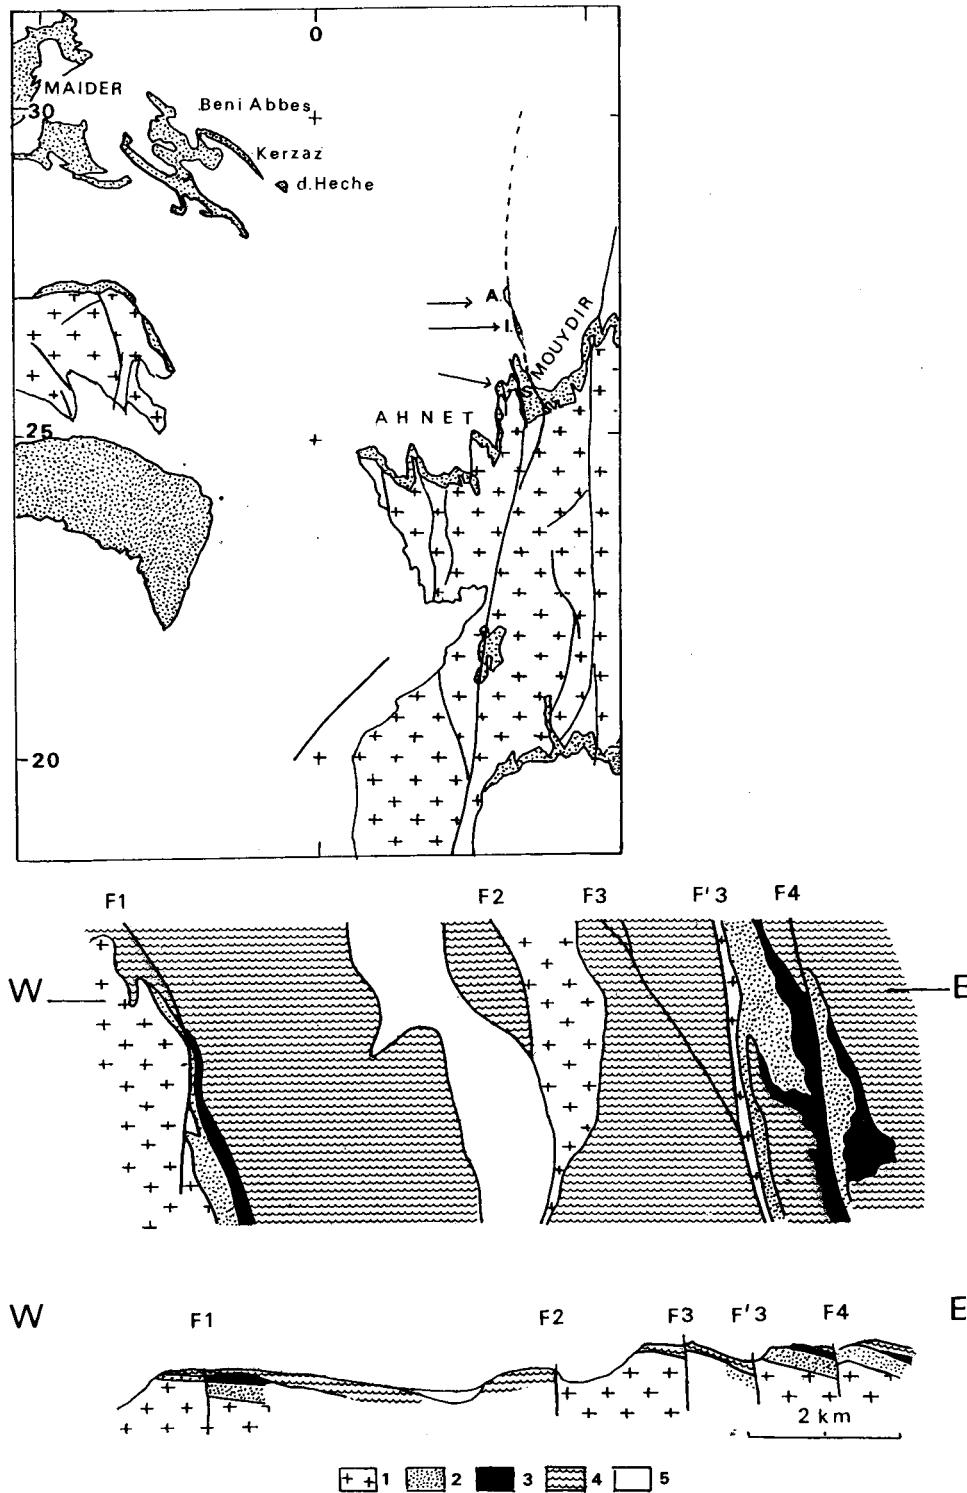 0
MAIDER
30
Beni Abbes
Kerzaz
d.Heche
A.
I.
MOUYDIR
S
AHNET
25
20
F1 F2 F3 F'3 F4
W E
W E
F1 F2 F3 F'3 F4
2 km
1 2 3 4 5